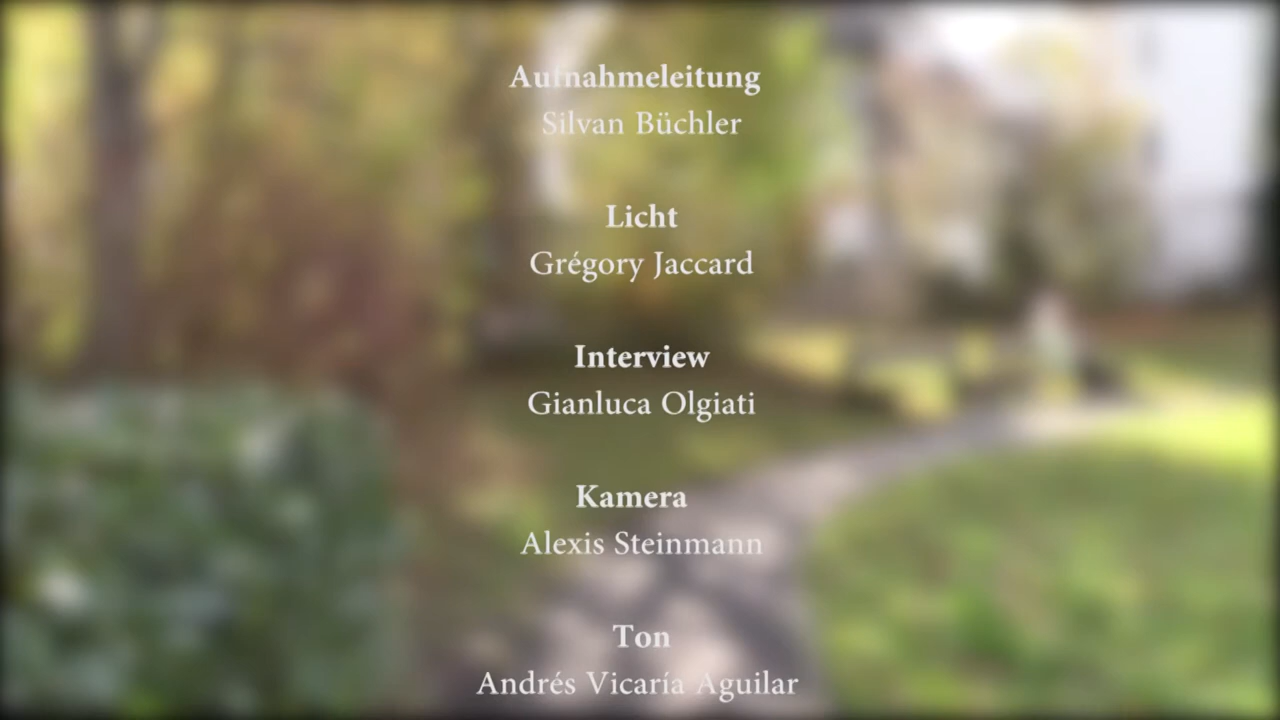 Aufnahmeleitung
Silvan Büchler
Licht
Grégory Jaccard
Interview
Gianluca Olgiati
Kamera
Alexis Steinmann
Ton
Andrés Vicaría Aguilar